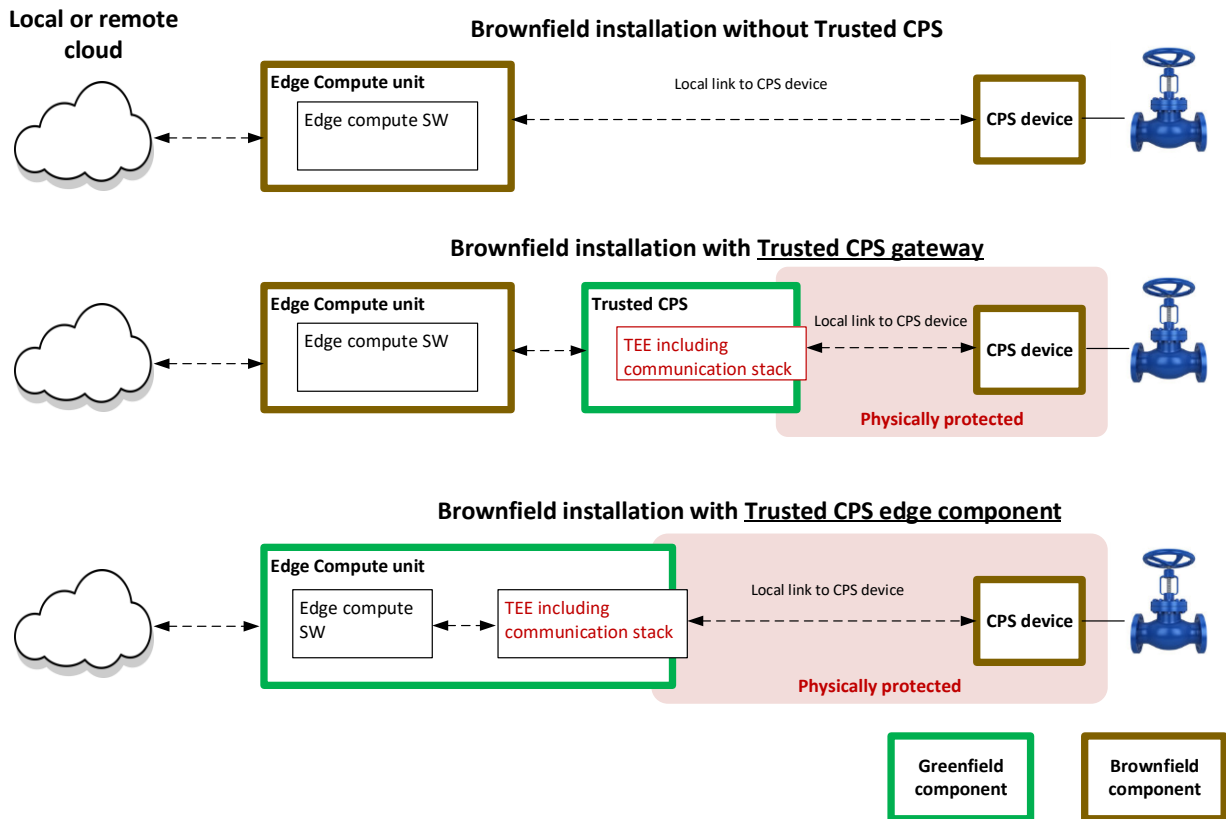 Local or remote
cloud
Brownfield installation without Trusted CPS
Edge Compute unit
Edge compute SW
Local link to CPS device
CPS device
Brownfield installation with Trusted CPS gateway
Edge Compute unit
Edge compute SW
Trusted CPS
TEE including
communication stack
Local link to CPS device
CPS device
Physically protected
Brownfield installation with Trusted CPS edge component
Edge Compute unit
Edge compute
SW
TEE including
communication stack
Local link to CPS device
CPS device
Physically protected
Greenfield
component
Brownfield
component